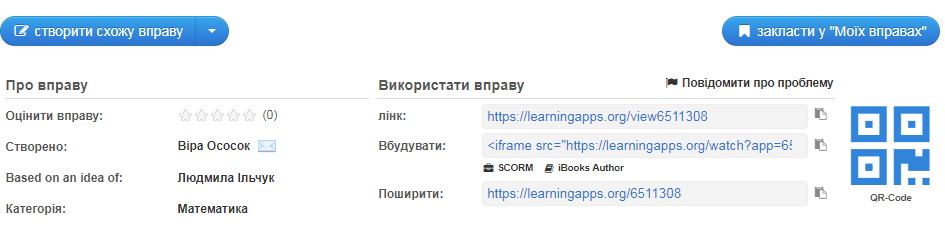 створити схожу вправу
закласти у "Моїх вправах"
Про вправу
Оцінити вправу: (0)
Створено: Віра Ососок
Based on an idea of: Людмила Ільчук
Категорія: Математика
Використати вправу
Повідомити про проблему
лінк: https://learningapps.org/view6511308
Вбудувати: <iframe src="https://learningapps.org/watch?app=65
SCORM iBooks Author
Поширити: https://learningapps.org/6511308
QR-Code